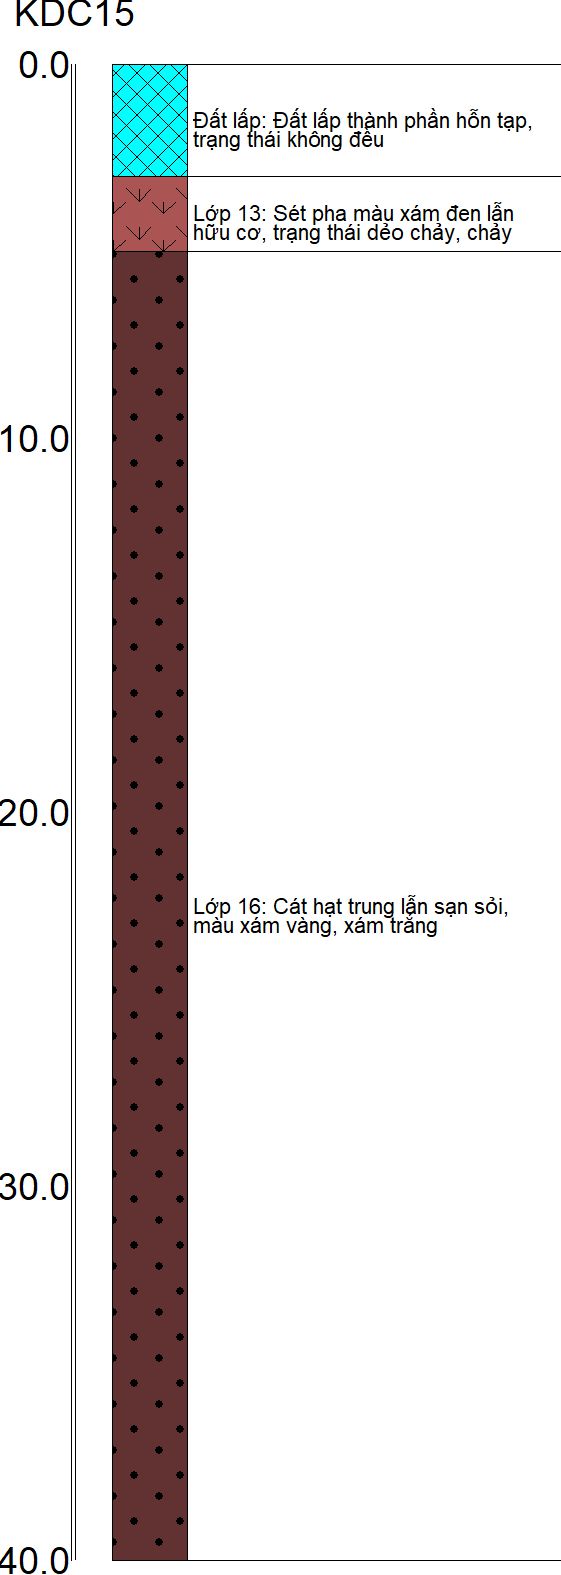 KDC15
0.0
Đất lấp: Đất lấp thành phần hỗn tạp,
trạng thái không đều
Lớp 13: Sét pha màu xám đen lẫn
hữu cơ, trạng thái dẻo chảy, chảy
10.0
20.0
Lớp 16: Cát hạt trung lẫn sạn sỏi,
màu xám vàng, xám trắng
30.0
40.0